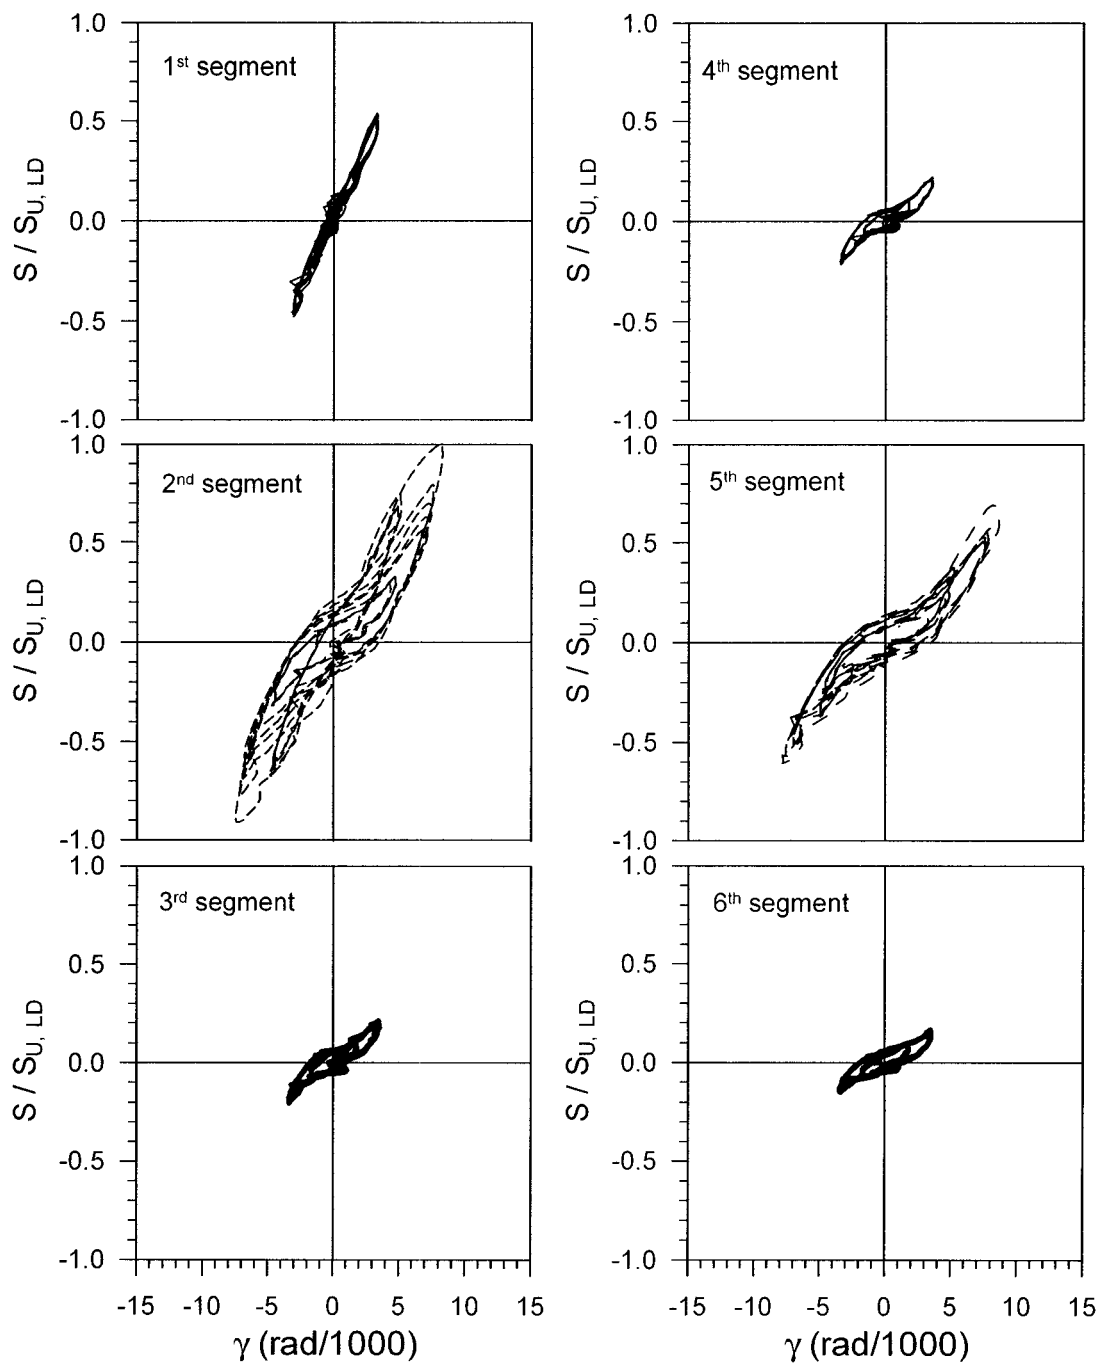 1st segment
1.0
0.5
0.0
-0.5
-1.0
S / SU, LD
4th segment
1.0
0.5
0.0
-0.5
-1.0
S / SU, LD
2nd segment
1.0
0.5
0.0
-0.5
-1.0
S / SU, LD
5th segment
1.0
0.5
0.0
-0.5
-1.0
S / SU, LD
3rd segment
1.0
0.5
0.0
-0.5
-1.0
S / SU, LD
-15 -10 -5 0 5 10 15
γ (rad/1000)
6th segment
1.0
0.5
0.0
-0.5
-1.0
S / SU, LD
-15 -10 -5 0 5 10 15
γ (rad/1000)